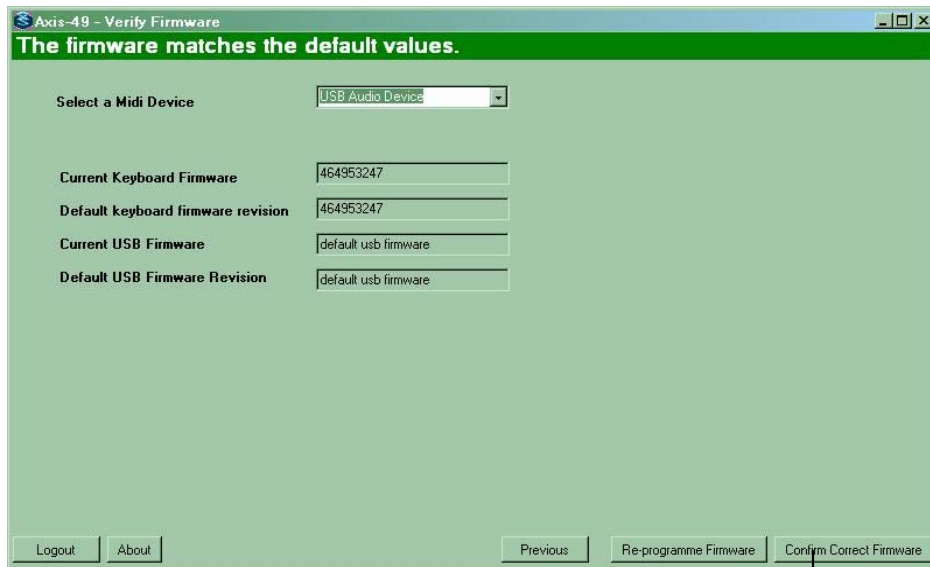 Axis-49 - Verify Firmware
The firmware matches the default values.
Select a Midi Device USB Audio Device
Current Keyboard Firmware 464953247
Default keyboard firmware revision 464953247
Current USB Firmware default usb firmware
Default USB Firmware Revision default usb firmware
Logout About Previous Re-programme Firmware Confirm Correct Firmware